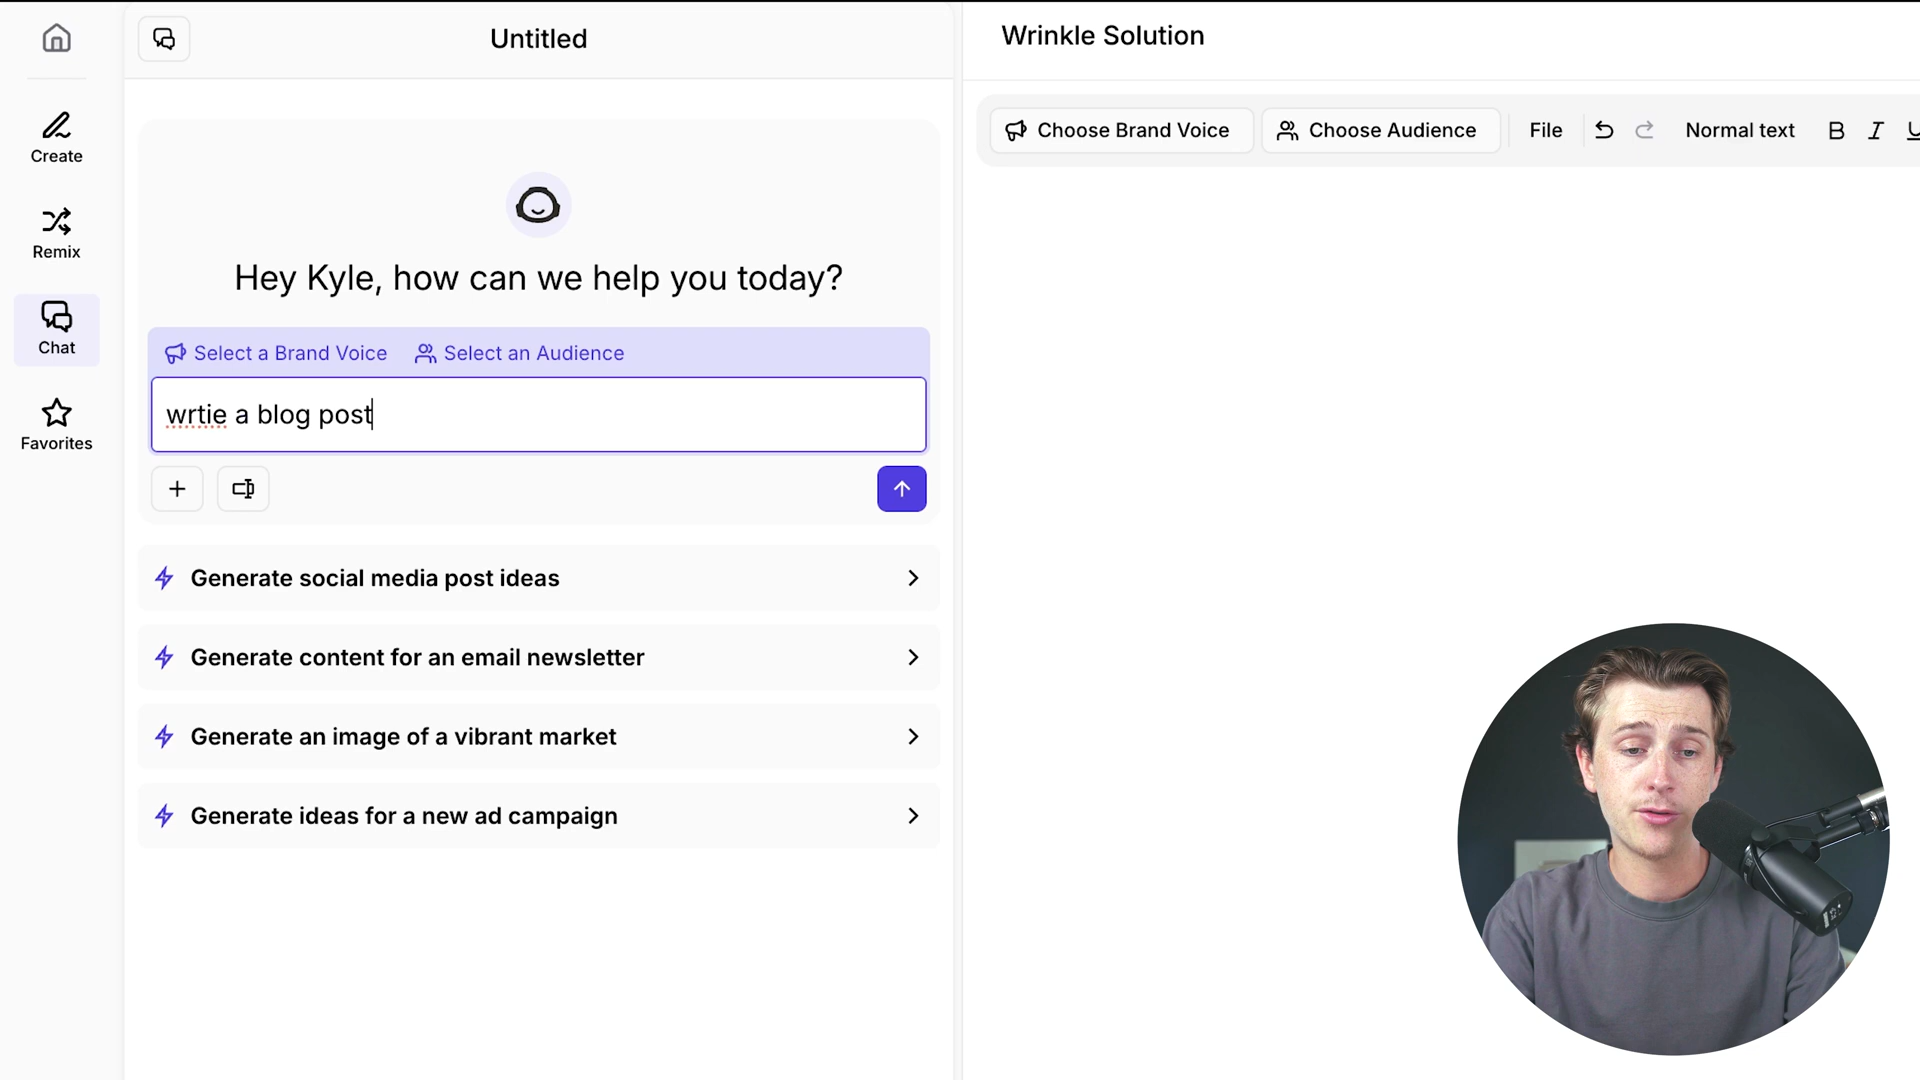 Create
Remix
Chat
Favorites
Untitled
Hey Kyle, how can we help you today?
Select a Brand Voice Select an Audience
wrtie a blog post
Generate social media post ideas
Generate content for an email newsletter
Generate an image of a vibrant market
Generate ideas for a new ad campaign
Wrinkle Solution
Choose Brand Voice Choose Audience File Normal text B I U